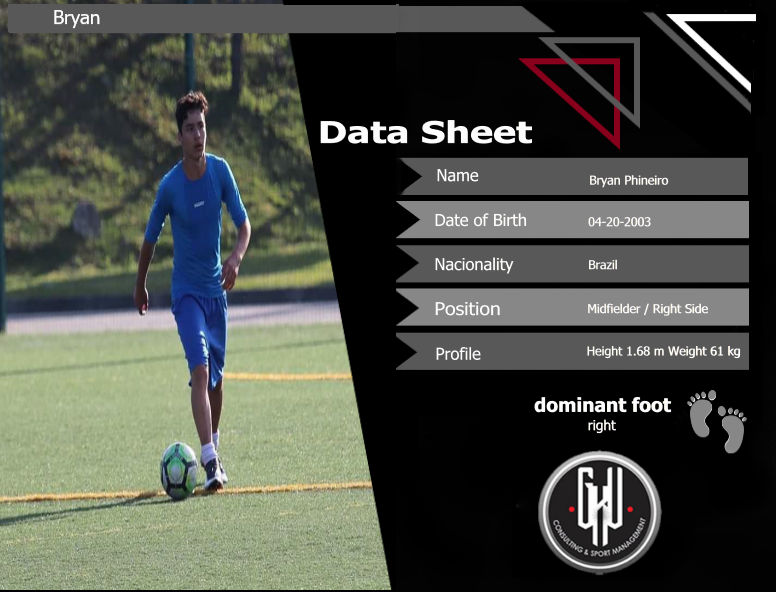 Bryan
Data Sheet
Name Bryan Phineiro
Date of Birth 04-20-2003
Nacionality Brazil
Position Midfielder / Right Side
Profile Height 1.68 m Weight 61 kg
dominant foot
right
CONSULTING & SPORT MANAGEMENT